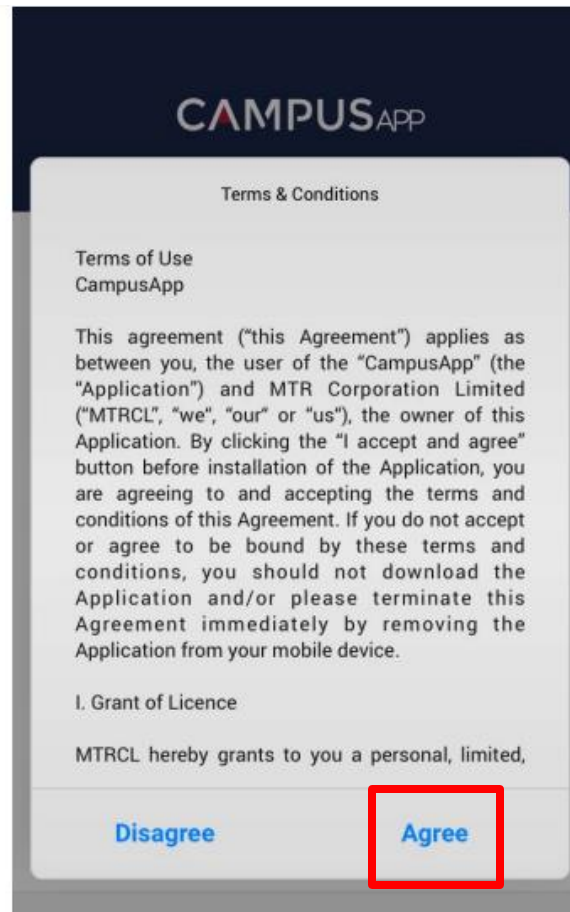 CAMPUSAPP
Terms & Conditions
Terms of Use
CampusApp
This agreement (“this Agreement”) applies as
between you, the user of the “CampusApp” (the
“Application”) and MTR Corporation Limited
(“MTRCL”, “we”, “our” or “us”), the owner of this
Application. By clicking the “I accept and agree”
button before installation of the Application, you
are agreeing to and accepting the terms and
conditions of this Agreement. If you do not accept
or agree to be bound by these terms and
conditions, you should not download the
Application and/or please terminate this
Agreement immediately by removing the
Application from your mobile device.
I. Grant of Licence
MTRCL hereby grants to you a personal, limited,
Disagree Agree